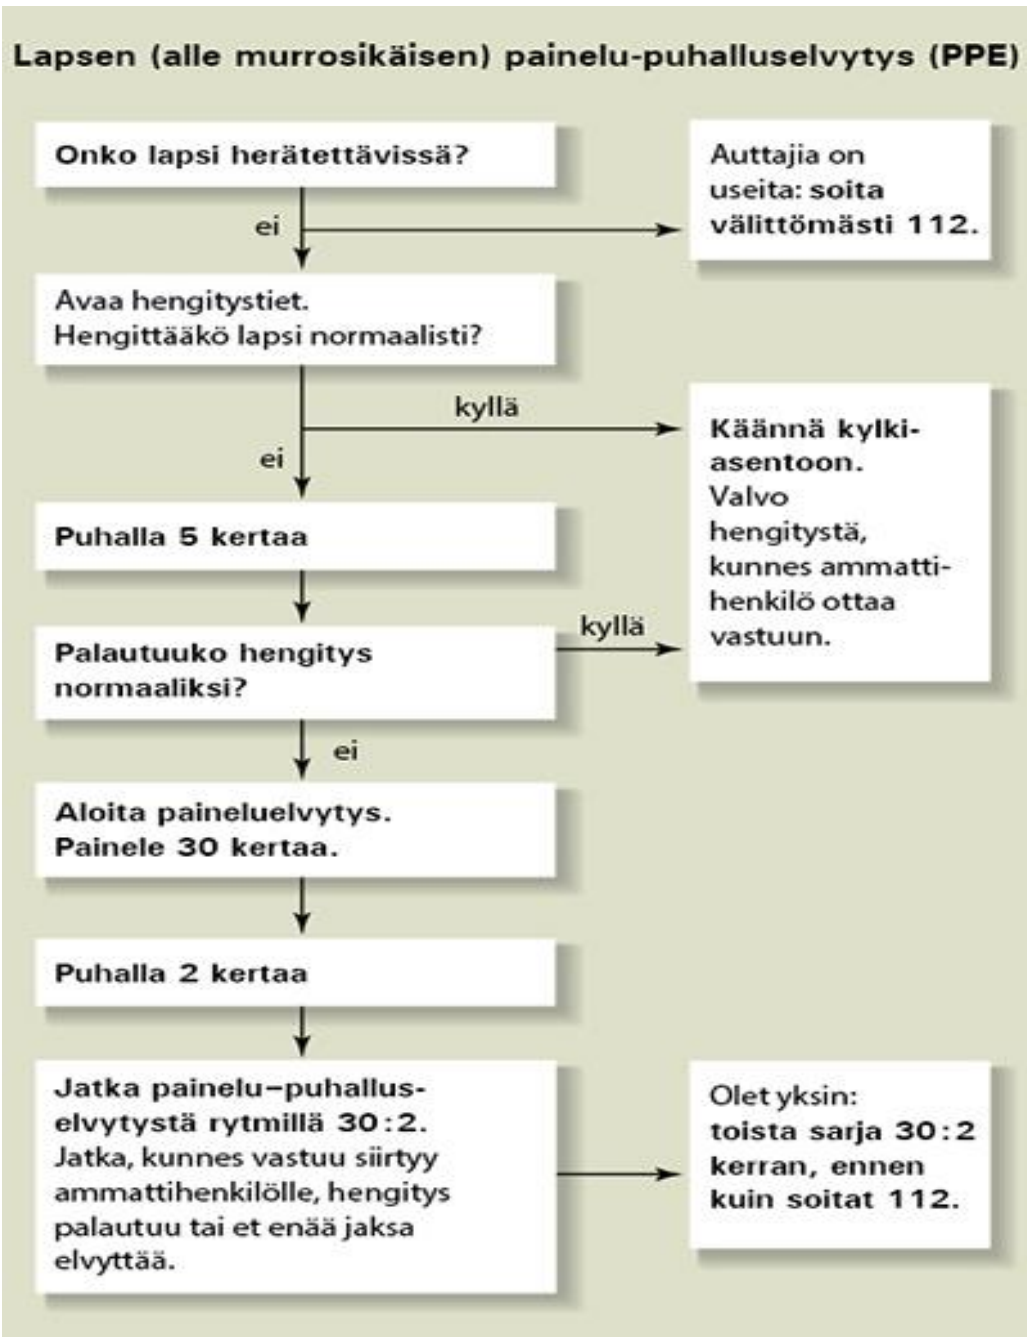 Lapsen (alle murrosikäisen) painelu-puhalluselvytys (PPE)
Onko lapsi herätettävissä?
Auttajia on
useita: soita
välittömästi 112.
ei
Avaa hengitystiet.
Hengittääkö lapsi normaalisti?
kyllä
Käännä kylki-
asentoon.
Valvo
hengitystä,
kunnes ammatti-
henkilö ottaa
vastuun.
ei
Puhalla 5 kertaa
Palautuuko hengitys
normaaliksi?
kyllä
ei
Aloita paineluelvytys.
Painele 30 kertaa.
Puhalla 2 kertaa
Jatka painelu–puhallus-
elvytystä rytmillä 30:2.
Jatka, kunnes vastuu siirtyy
ammattihenkilölle, hengitys
palautuu tai et enää jaksa
elvyttää.
Olet yksin:
toista sarja 30:2
kerran, ennen
kuin soitat 112.